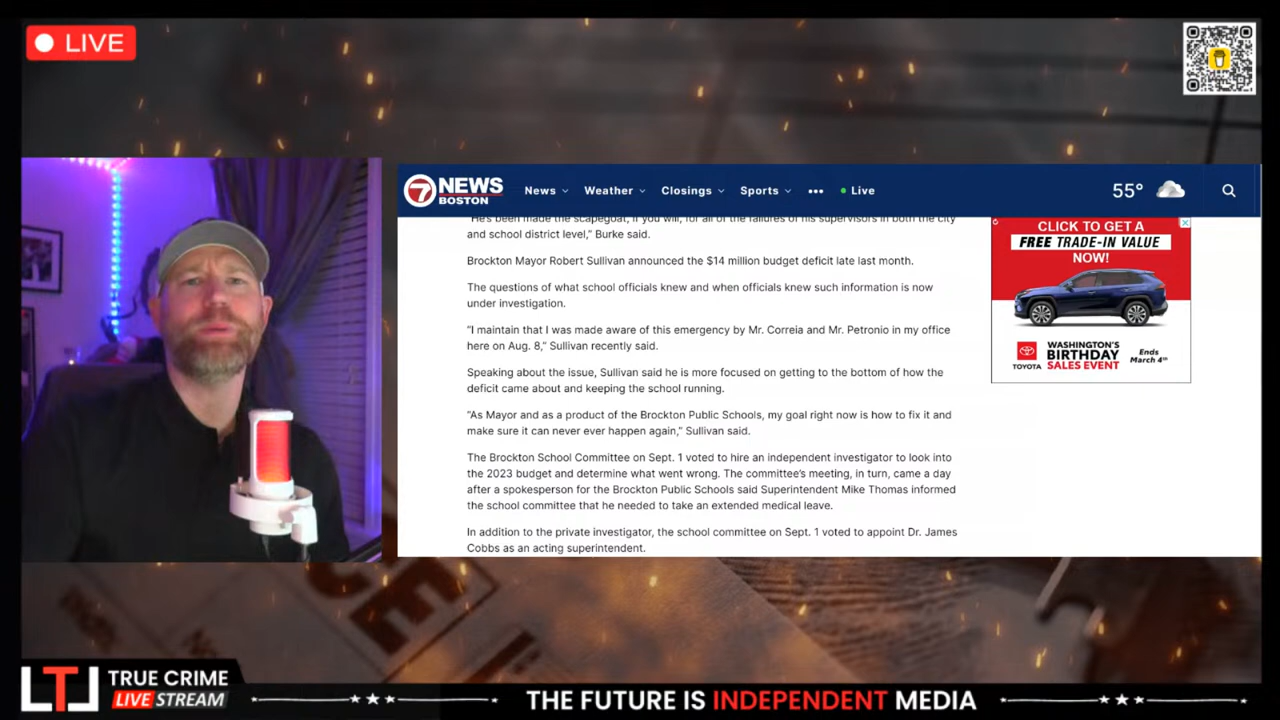 LIVE
7 NEWS BOSTON
News
Weather
Closings
Sports
Live
55°
"He's been made the scapegoat, if you will, for all of the failures of his supervisors in both the city
and school district level," Burke said.
Brockton Mayor Robert Sullivan announced the $14 million budget deficit late last month.
The questions of what school officials knew and when officials knew such information is now
under investigation.
"I maintain that I was made aware of this emergency by Mr. Correia and Mr. Petronio in my office
here on Aug. 8," Sullivan recently said.
Speaking about the issue, Sullivan said he is more focused on getting to the bottom of how the
deficit came about and keeping the school running.
"As Mayor and as a product of the Brockton Public Schools, my goal right now is how to fix it and
make sure it can never ever happen again," Sullivan said.
The Brockton School Committee on Sept. 1 voted to hire an independent investigator to look into
the 2023 budget and determine what went wrong. The committee's meeting, in turn, came a day
after a spokesperson for the Brockton Public Schools said Superintendent Mike Thomas informed
the school committee that he needed to take an extended medical leave.
In addition to the private investigator, the school committee on Sept. 1 voted to appoint Dr. James
Cobbs as an acting superintendent.
CLICK TO GET A
FREE TRADE-IN VALUE
NOW!
TOYOTA
WASHINGTON'S
BIRTHDAY
SALES EVENT
Ends
March 4th
LTL
TRUE CRIME
LIVE STREAM
THE FUTURE IS INDEPENDENT MEDIA